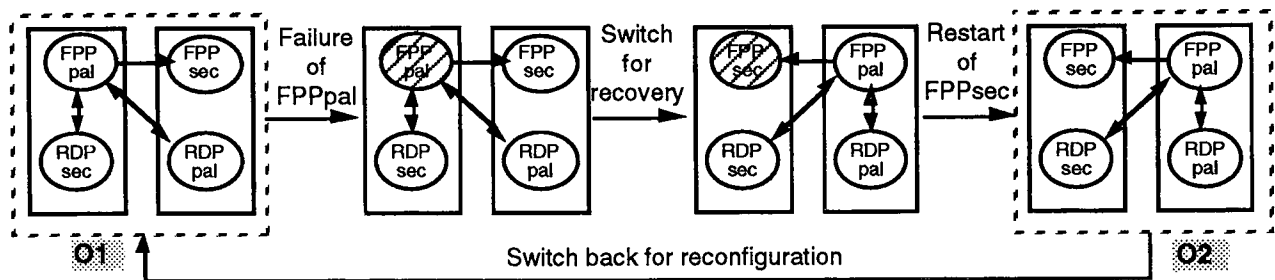 FPP
pal
FPP
sec
RDP
sec
RDP
pal
O1
Failure
of
FPPpal
FPP
pal
FPP
sec
RDP
sec
RDP
pal
Switch
for
recovery
FPP
sec
FPP
pal
RDP
sec
RDP
pal
Restart
of
FPPsec
FPP
sec
FPP
pal
RDP
sec
RDP
pal
O2
Switch back for reconfiguration